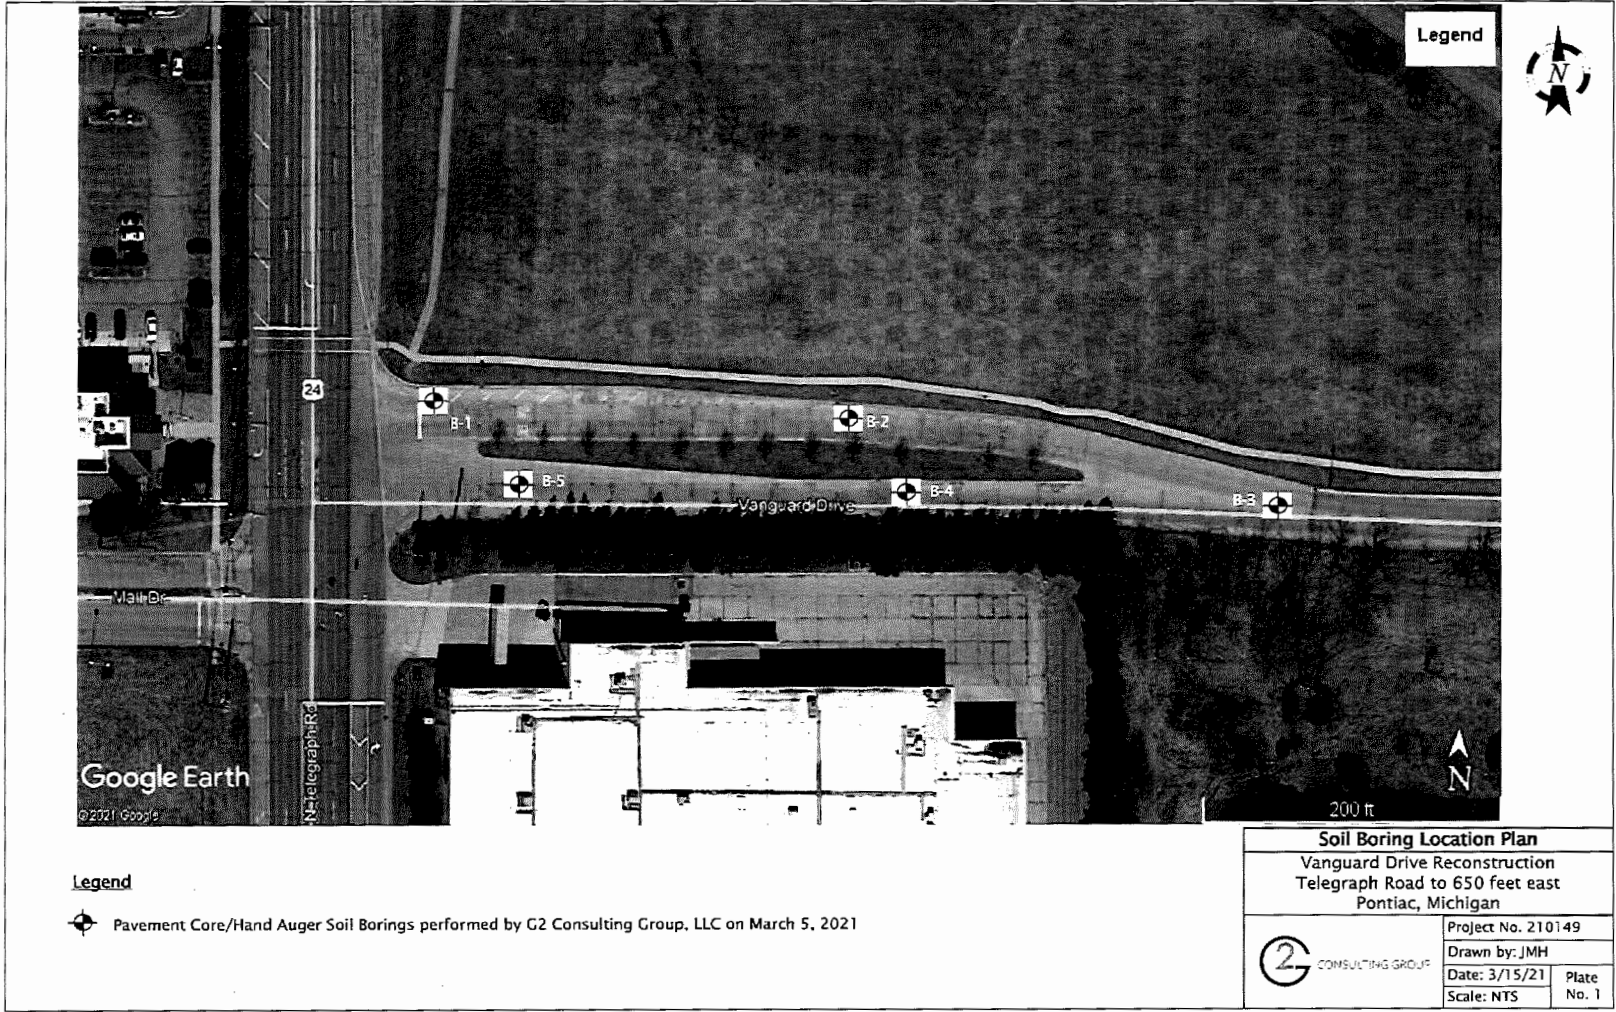 Legend
N
24
B-1
B-2
B-5
B-4
B-3
Vanguard Drive
Mall Dr
N Telegraph Rd
Google Earth
©2021 Google
N
200 ft
Soil Boring Location Plan
Vanguard Drive Reconstruction
Telegraph Road to 650 feet east
Pontiac, Michigan
Legend
Pavement Core/Hand Auger Soil Borings performed by G2 Consulting Group, LLC on March 5, 2021
G2 CONSULTING GROUP
Project No. 210149
Drawn by: JMH
Date: 3/15/21
Scale: NTS
Plate
No. 1